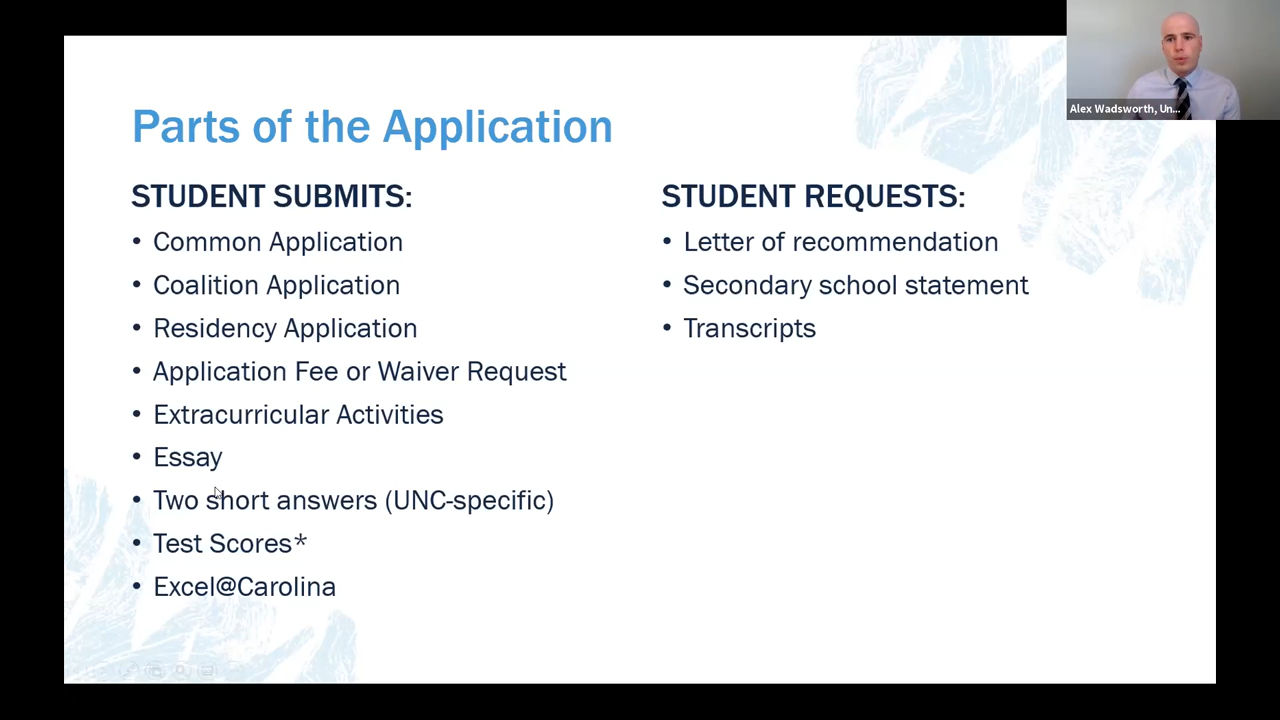 Alex Wadsworth, Un...
Parts of the Application
STUDENT SUBMITS:
• Common Application
• Coalition Application
• Residency Application
• Application Fee or Waiver Request
• Extracurricular Activities
• Essay
• Two short answers (UNC-specific)
• Test Scores*
• Excel@Carolina
STUDENT REQUESTS:
• Letter of recommendation
• Secondary school statement
• Transcripts